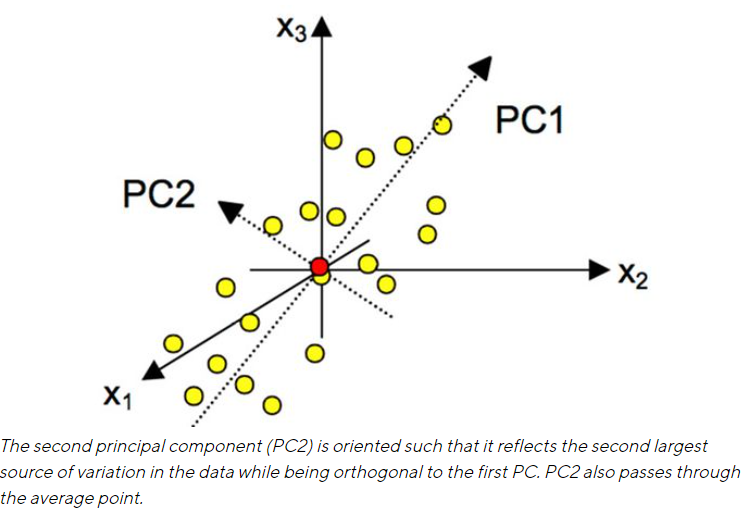 X3
PC1
PC2
X2
X1
The second principal component (PC2) is oriented such that it reflects the second largest
source of variation in the data while being orthogonal to the first PC. PC2 also passes through
the average point.